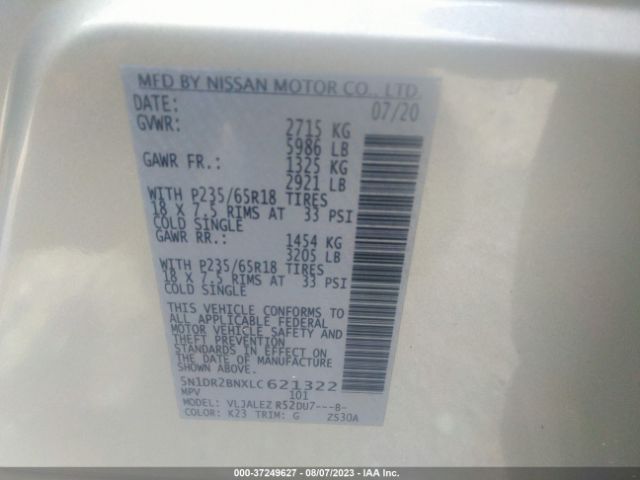 MFD BY NISSAN MOTOR CO., LTD.
DATE: 07/20
GVWR: 2715 KG
5986 LB
GAWR FR.: 1325 KG
2921 LB
WITH P235/65R18 TIRES
18 X 7.5 RIMS AT 33 PSI
COLD SINGLE
GAWR RR.: 1454 KG
3205 LB
WITH P235/65R18 TIRES
18 X 7.5 RIMS AT 33 PSI
COLD SINGLE
THIS VEHICLE CONFORMS TO
ALL APPLICABLE FEDERAL
MOTOR VEHICLE SAFETY AND
THEFT PREVENTION
STANDARDS IN EFFECT ON
THE DATE OF MANUFACTURE
SHOWN ABOVE.
5N1DR2BNXLC621322
MPV 101
MODEL: VLJALEZ R52DU7---B-
COLOR: K23 TRIM: G ZS30A
000-37249627 - 08/07/2023 - IAA Inc.